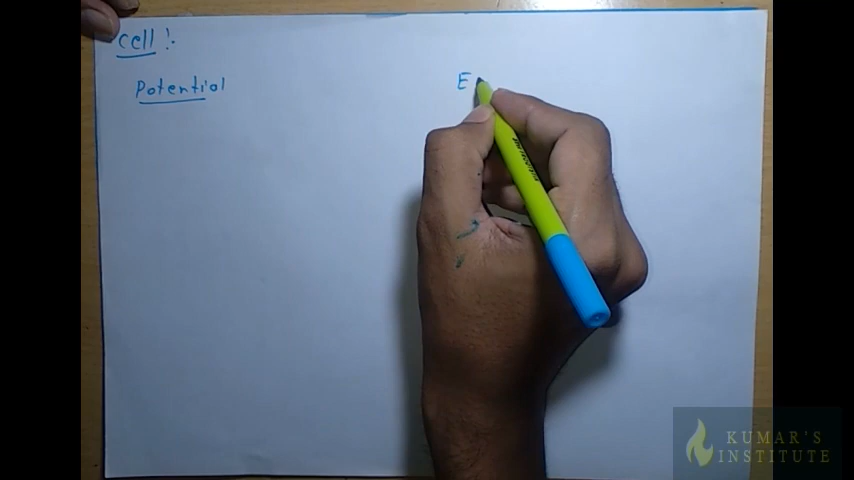 cell :-
Potential
E
KUMAR'S
INSTITUTE